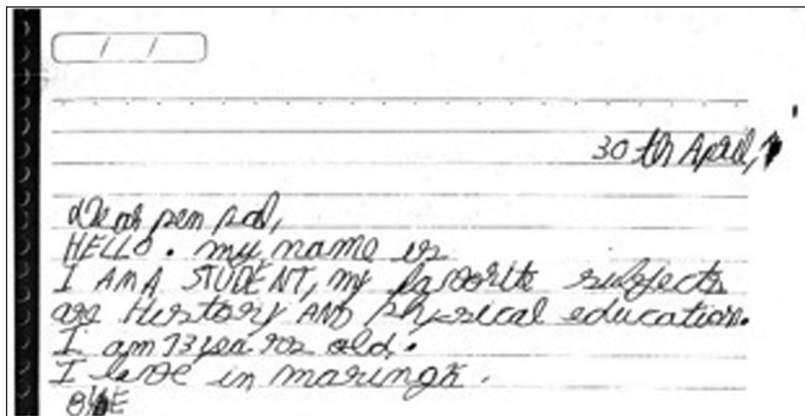 / /
30 th April,
Dear pen pal,
HELLO. my name is
I AM A STUDENT, my favorite subjects
are History AND physical education.
I am 13 years old.
I live in maringá.
BYE